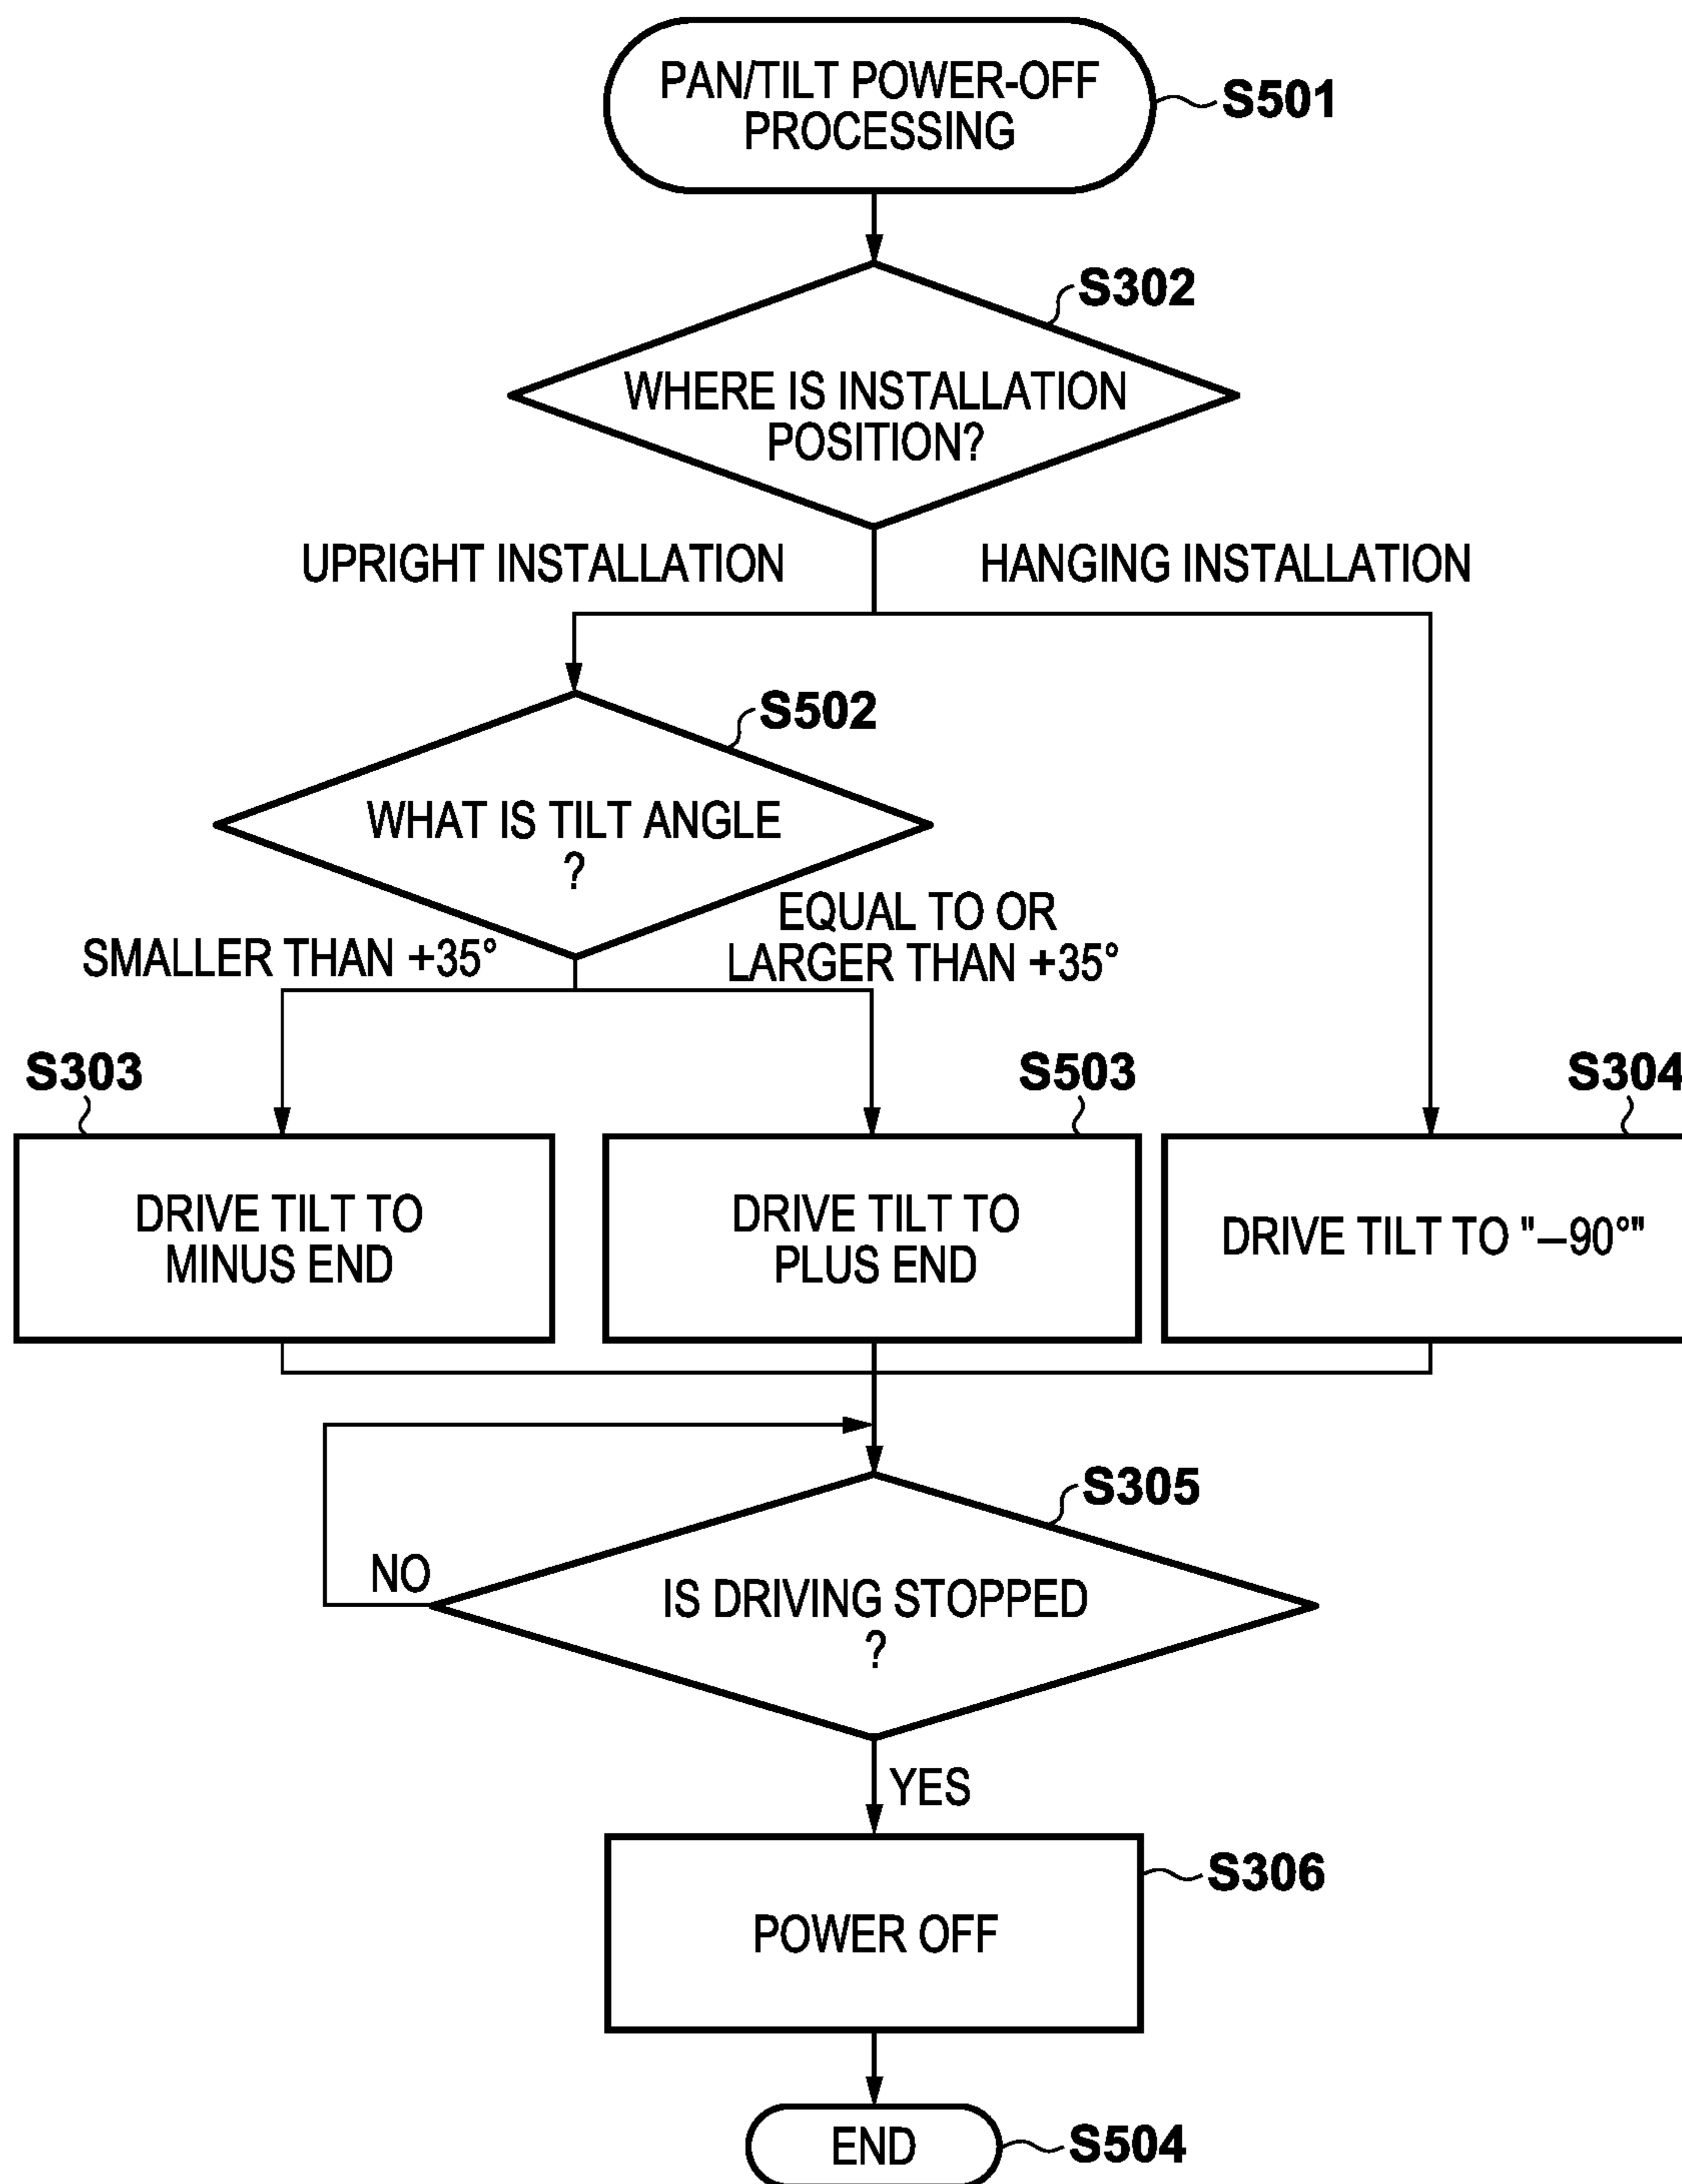 PAN/TILT POWER-OFF
PROCESSING
S501
S302
WHERE IS INSTALLATION
POSITION?
UPRIGHT INSTALLATION
HANGING INSTALLATION
S502
WHAT IS TILT ANGLE
?
SMALLER THAN +35°
EQUAL TO OR
LARGER THAN +35°
S303
S503
S304
DRIVE TILT TO
MINUS END
DRIVE TILT TO
PLUS END
DRIVE TILT TO "–90°"
S305
NO
IS DRIVING STOPPED
?
YES
S306
POWER OFF
END
S504